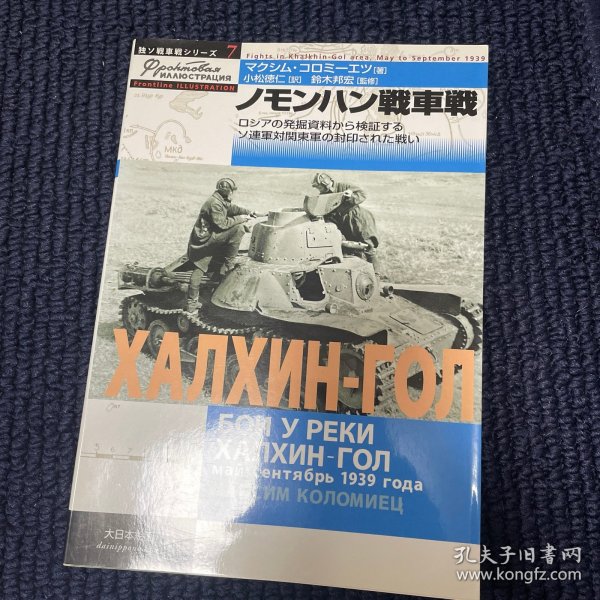 独ソ戦車戦シリーズ 7
Fights in Khalkhin-Gol area, May to September 1939
Фронтовая
ИЛЛЮСТРАЦИЯ
Frontline ILLUSTRATION
マクシム・コロミーエツ[著]
小松徳仁[訳] 鈴木邦宏[監修]
ノモンハン戦車戦
ロシアの発掘資料から検証する
ソ連軍対関東軍の封印された戦い
МКД
ХАЛХИН-ГОЛ
БОИ У РЕКИ
ХАЛХИН-ГОЛ
май сентябрь 1939 года
КОЛОМИЕЦ
大日本
孔夫子旧书网
www.kongfz.com